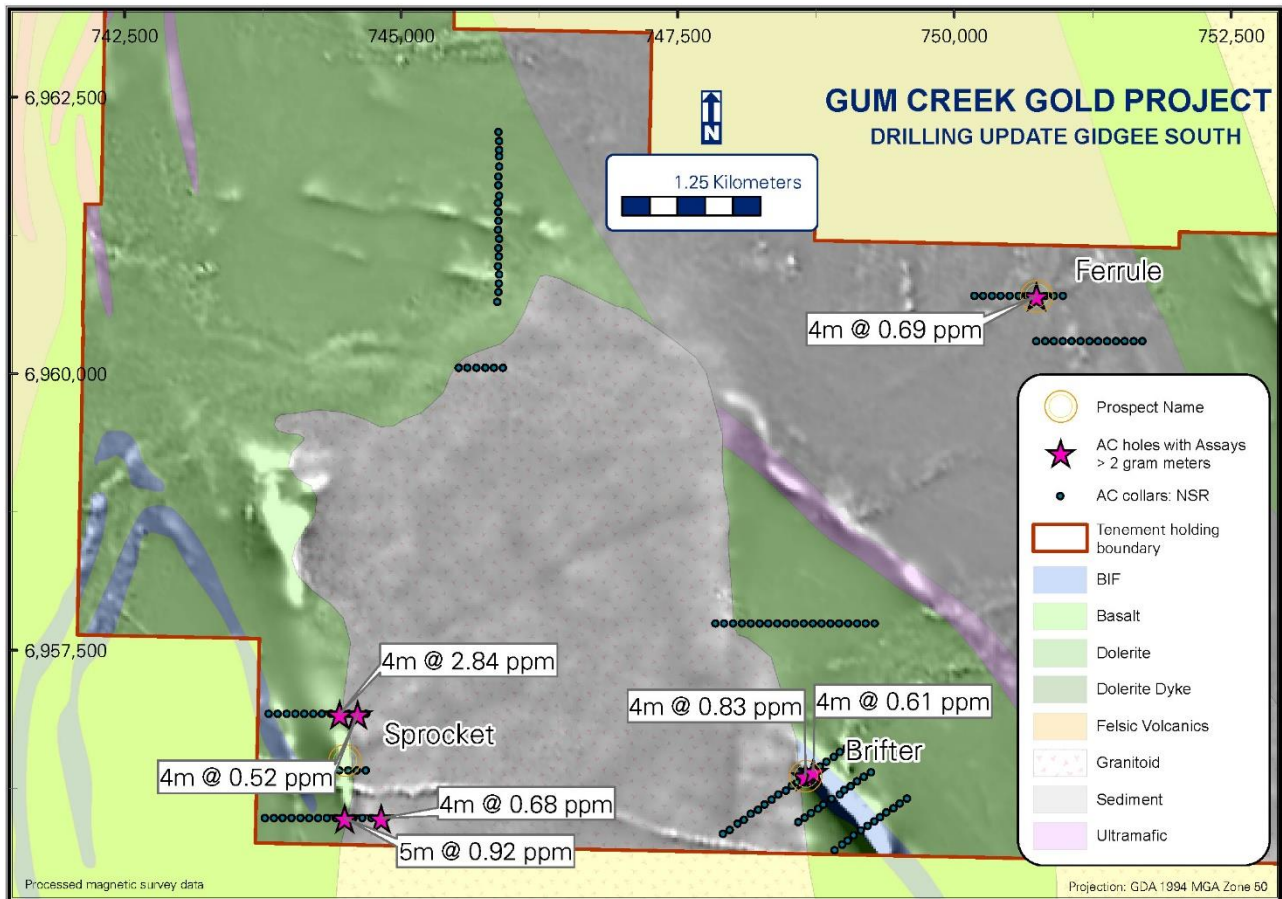 742,500
745,000
747,500
750,000
752,500
6,962,500
GUM CREEK GOLD PROJECT
DRILLING UPDATE GIDGEE SOUTH
N
1.25 Kilometers
Ferrule
4m @ 0.69 ppm
6,960,000
Prospect Name
AC holes with Assays
> 2 gram meters
AC collars: NSR
Tenement holding
boundary
BIF
Basalt
Dolerite
Dolerite Dyke
Felsic Volcanics
Granitoid
Sediment
Ultramafic
6,957,500
4m @ 2.84 ppm
Sprocket
4m @ 0.83 ppm
4m @ 0.61 ppm
Brifter
4m @ 0.52 ppm
4m @ 0.68 ppm
5m @ 0.92 ppm
Processed magnetic survey data
Projection: GDA 1994 MGA Zone 50